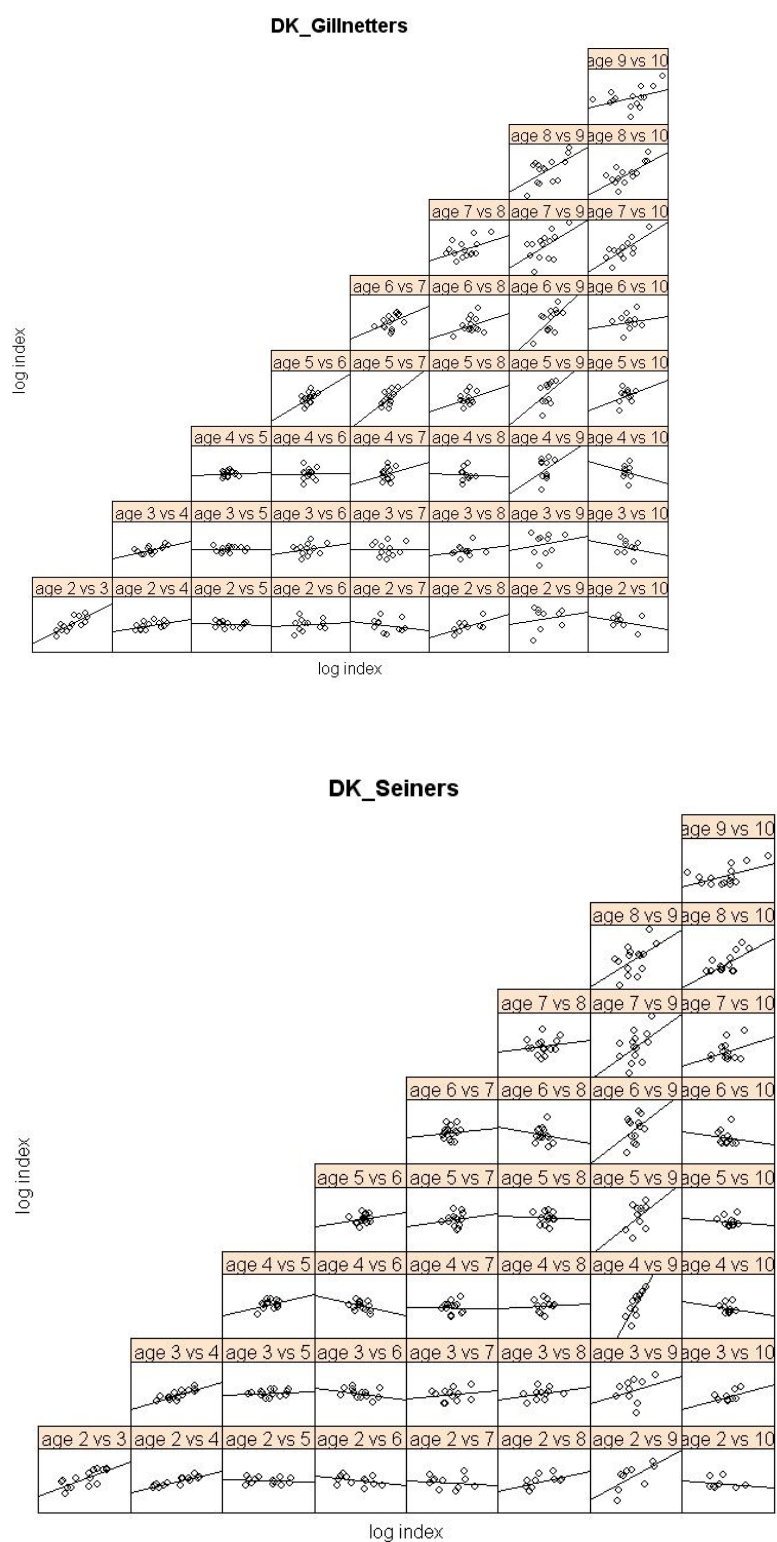 DK_Gillnetters
age 9 vs 10
age 8 vs 9 age 8 vs 10
age 7 vs 8 age 7 vs 9 age 7 vs 10
age 6 vs 7 age 6 vs 8 age 6 vs 9 age 6 vs 10
log index
age 5 vs 6 age 5 vs 7 age 5 vs 8 age 5 vs 9 age 5 vs 10
age 4 vs 5 age 4 vs 6 age 4 vs 7 age 4 vs 8 age 4 vs 9 age 4 vs 10
age 3 vs 4 age 3 vs 5 age 3 vs 6 age 3 vs 7 age 3 vs 8 age 3 vs 9 age 3 vs 10
age 2 vs 3 age 2 vs 4 age 2 vs 5 age 2 vs 6 age 2 vs 7 age 2 vs 8 age 2 vs 9 age 2 vs 10
log index
DK_Seiners
age 9 vs 10
age 8 vs 9 age 8 vs 10
age 7 vs 8 age 7 vs 9 age 7 vs 10
age 6 vs 7 age 6 vs 8 age 6 vs 9 age 6 vs 10
log index
age 5 vs 6 age 5 vs 7 age 5 vs 8 age 5 vs 9 age 5 vs 10
age 4 vs 5 age 4 vs 6 age 4 vs 7 age 4 vs 8 age 4 vs 9 age 4 vs 10
age 3 vs 4 age 3 vs 5 age 3 vs 6 age 3 vs 7 age 3 vs 8 age 3 vs 9 age 3 vs 10
age 2 vs 3 age 2 vs 4 age 2 vs 5 age 2 vs 6 age 2 vs 7 age 2 vs 8 age 2 vs 9 age 2 vs 10
log index